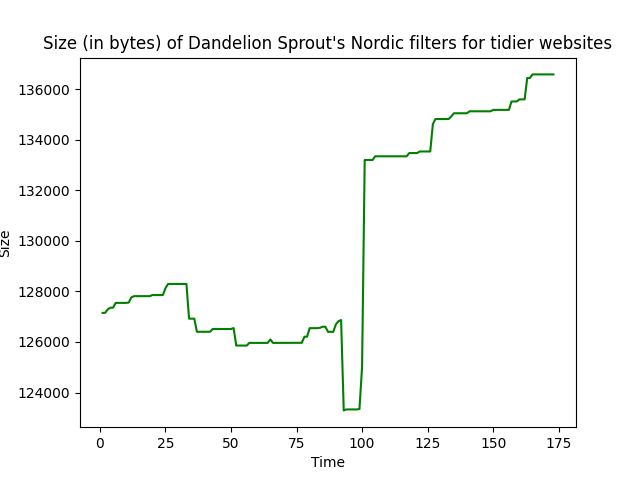 Size (in bytes) of Dandelion Sprout's Nordic filters for tidier websites
136000
134000
132000
130000
128000
126000
124000
Size
0 25 50 75 100 125 150 175
Time